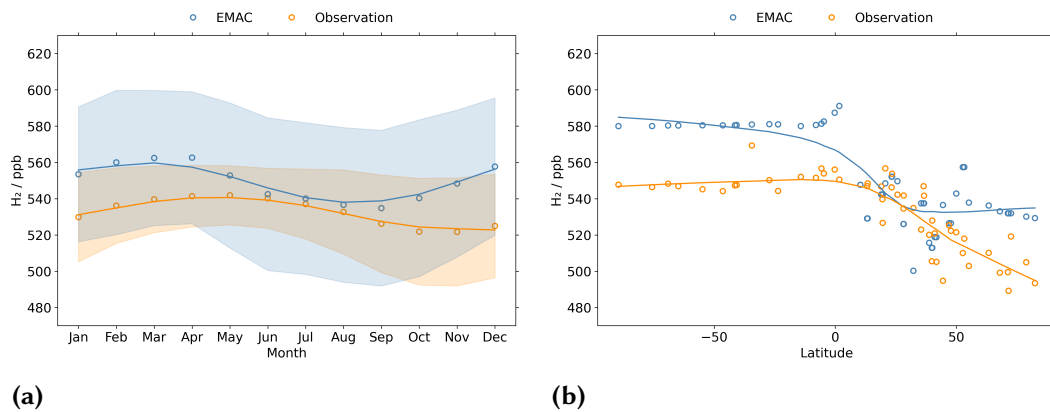 EMAC Observation
H₂ / ppb
620
600
580
560
540
520
500
480
Jan Feb Mar Apr May Jun Jul Aug Sep Oct Nov Dec
Month
(a)
EMAC Observation
H₂ / ppb
620
600
580
560
540
520
500
480
−50 0 50
Latitude
(b)